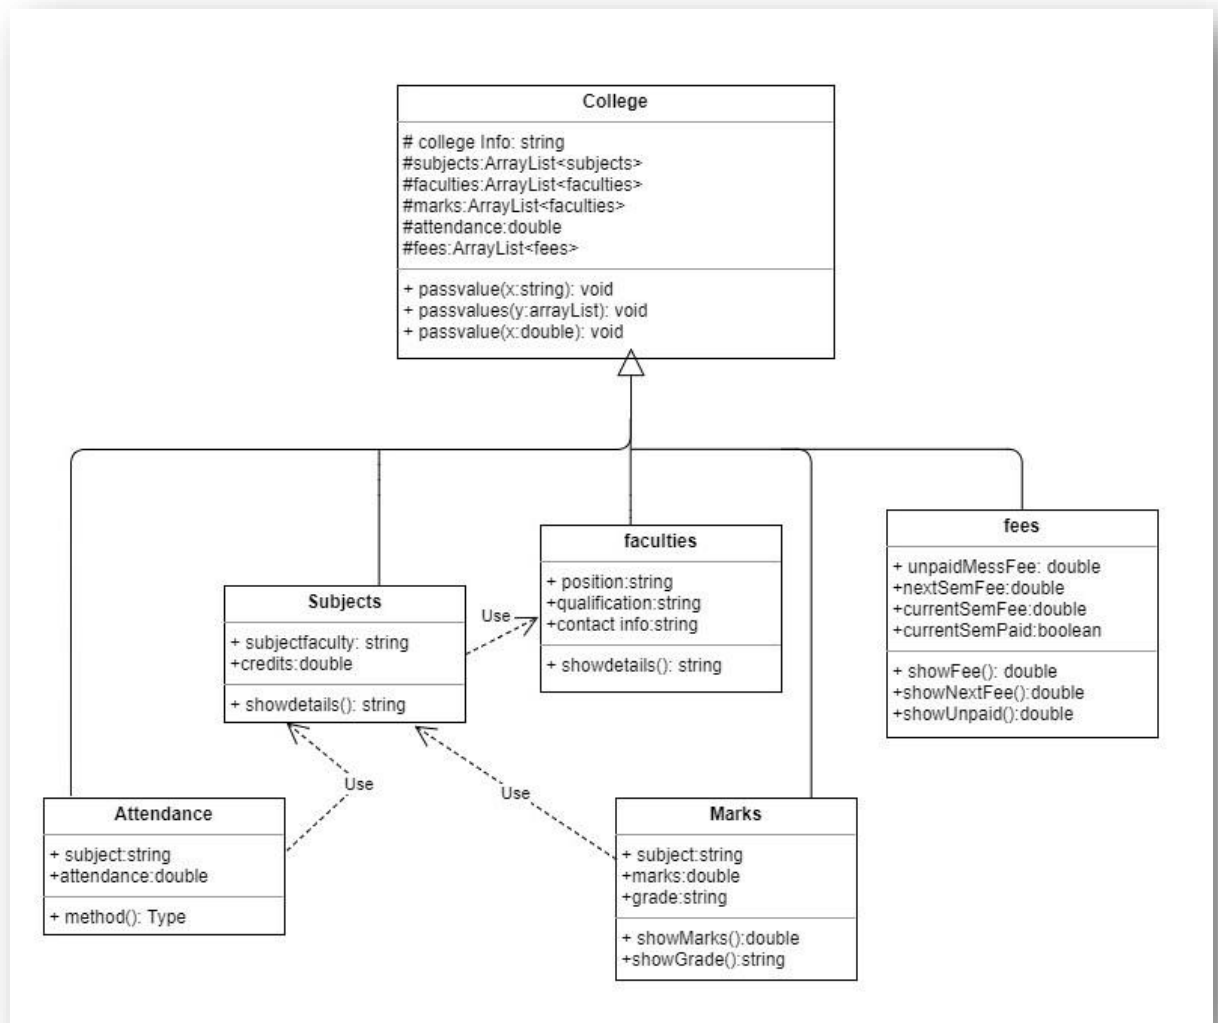 College
# college Info: string
#subjects:ArrayList<subjects>
#faculties:ArrayList<faculties>
#marks:ArrayList<faculties>
#attendance:double
#fees:ArrayList<fees>
+ passvalue(x:string): void
+ passvalues(y:arrayList): void
+ passvalue(x:double): void
fees
+ unpaidMessFee: double
+nextSemFee:double
+currentSemFee:double
+currentSemPaid:boolean
+ showFee(): double
+showNextFee():double
+showUnpaid():double
faculties
+ position:string
+qualification:string
+contact info:string
+ showdetails(): string
Use
Subjects
+ subjectfaculty: string
+credits:double
+ showdetails(): string
Use
Use
Attendance
+ subject:string
+attendance:double
+ method(): Type
Marks
+ subject:string
+marks:double
+grade:string
+ showMarks():double
+showGrade():string